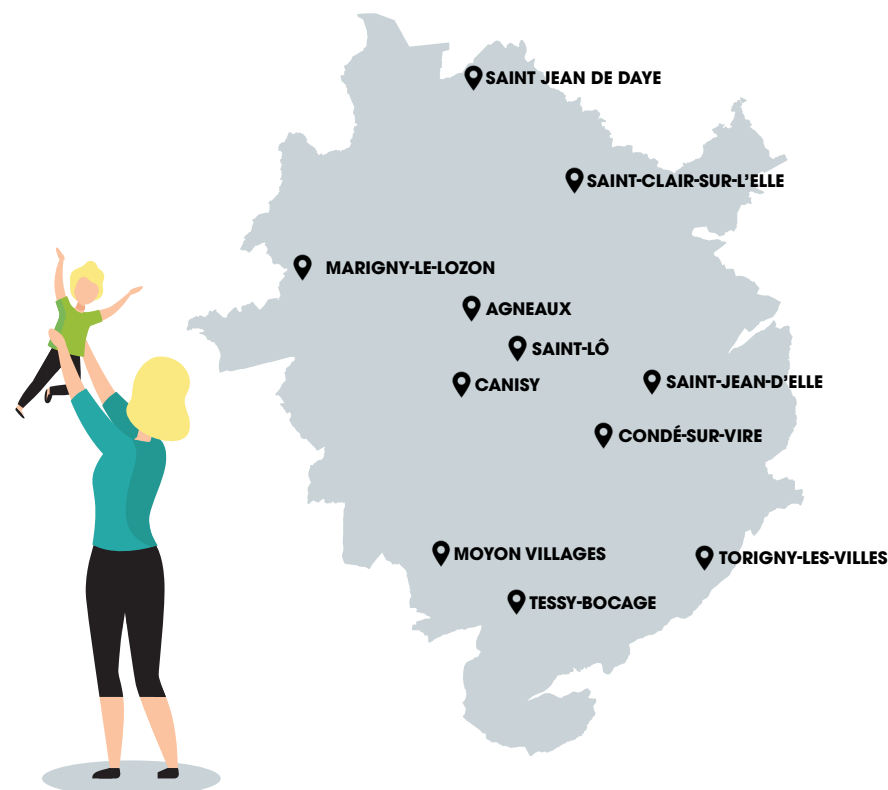 SAINT JEAN DE DAYE
SAINT-CLAIR-SUR-L'ELLE
MARIGNY-LE-LOZON
AGNEAUX
SAINT-LÔ
CANISY
SAINT-JEAN-D'ELLE
CONDÉ-SUR-VIRE
MOYON VILLAGES
TORIGNY-LES-VILLES
TESSY-BOCAGE